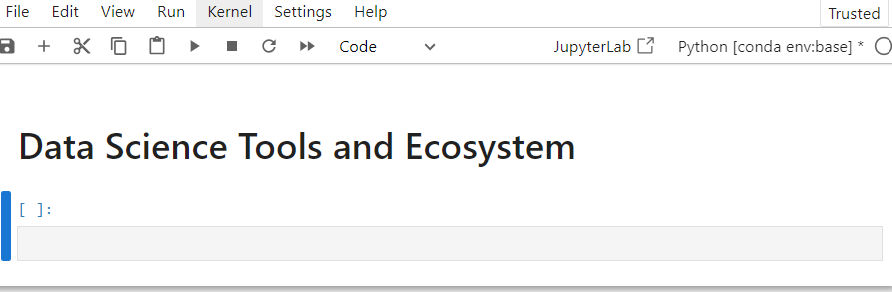 File Edit View Run Kernel Settings Help Trusted
Code JupyterLab Python [conda env:base] *
Data Science Tools and Ecosystem
[ ]: